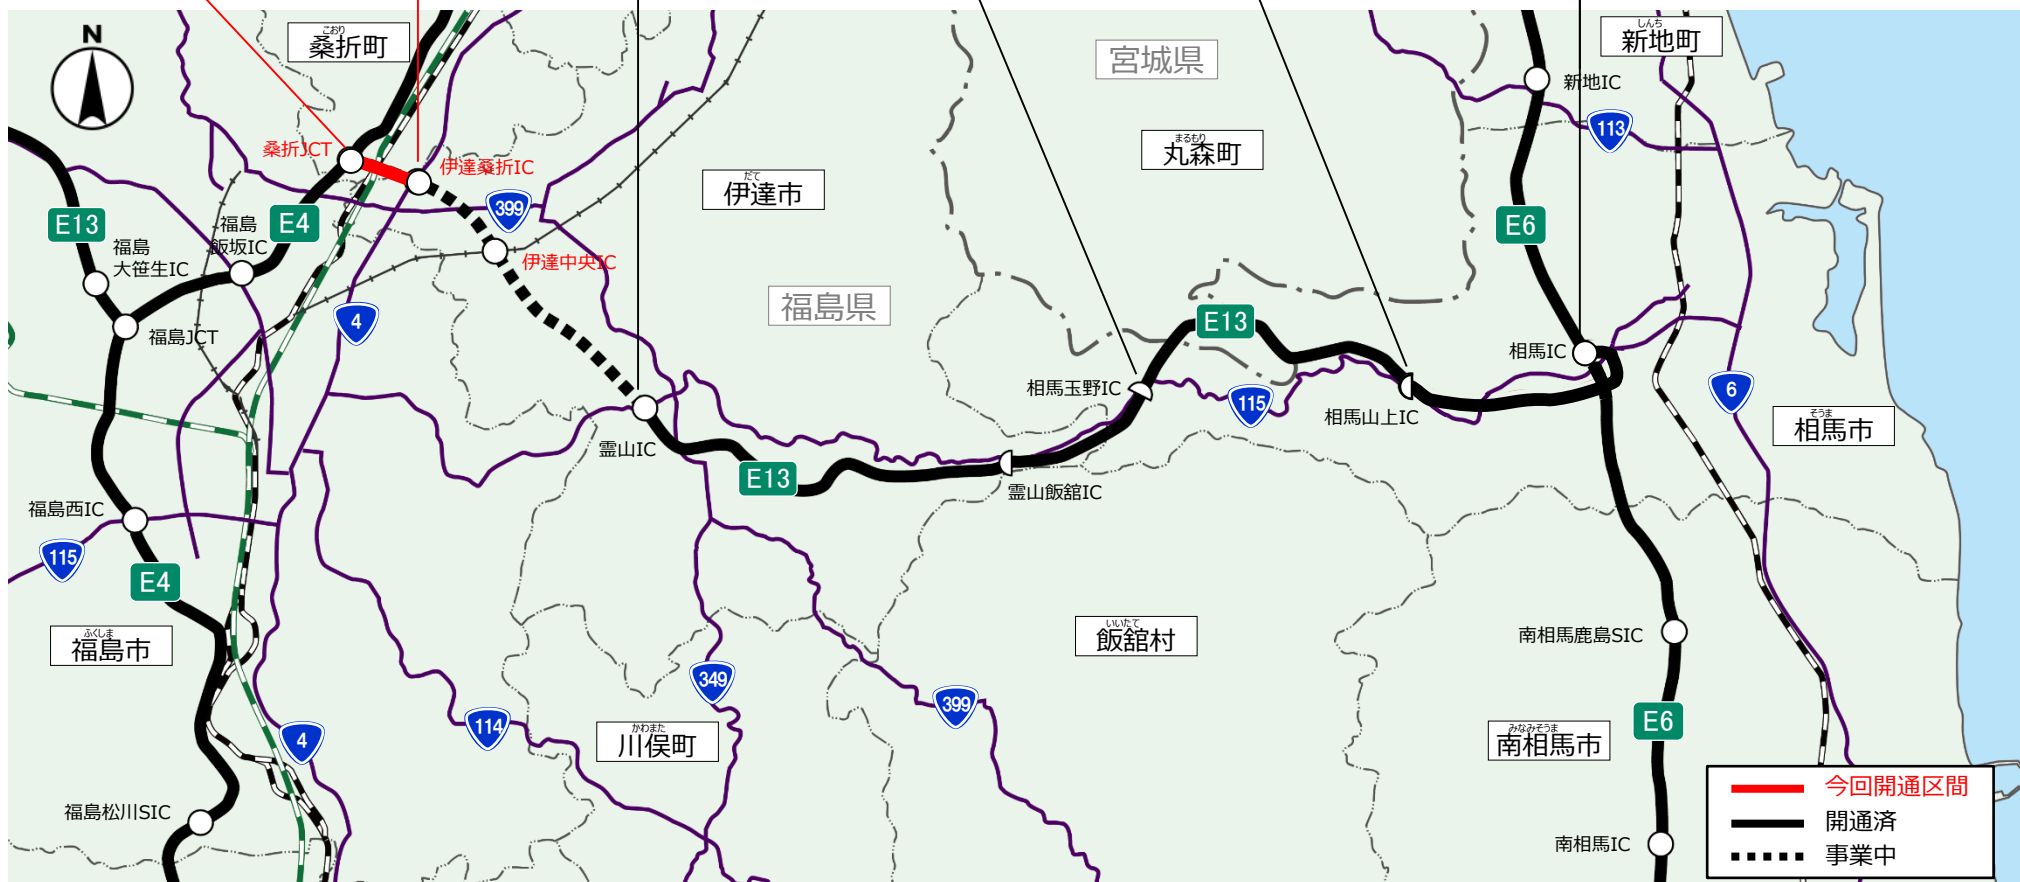 N
こおり
桑折町
宮城県
しんち
新地町
新地IC
113
桑折JCT
伊達桑折IC
まるもり
丸森町
だて
伊達市
399
E13
福島
大笹生IC
福島
飯坂IC
E4
E6
伊達中央IC
福島県
4
福島JCT
E13
相馬IC
相馬玉野IC
115
相馬山上IC
6
そうま
相馬市
霊山IC
E13
霊山飯舘IC
福島西IC
115
E4
ふくしま
福島市
いいたて
飯舘村
南相馬鹿島SIC
349
399
114
4
かわまた
川俣町
みなみそうま
南相馬市
E6
福島松川SIC
南相馬IC
今回開通区間
開通済
事業中